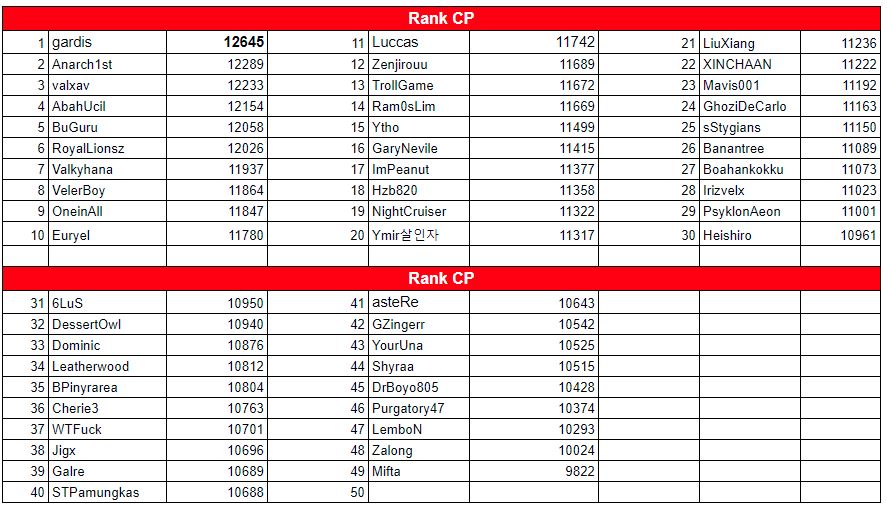 Rank CP
1 gardis 12645 11 Luccas 11742 21 LiuXiang 11236
2 Anarch1st 12289 12 Zenjirouu 11689 22 XINCHAAN 11222
3 valxav 12233 13 TrollGame 11672 23 Mavis001 11192
4 AbahUcil 12154 14 Ram0sLim 11669 24 GhoziDeCarlo 11163
5 BuGuru 12058 15 Ytho 11499 25 sStygians 11150
6 RoyalLionsz 12026 16 GaryNevile 11415 26 Banantree 11089
7 Valkyhana 11937 17 ImPeanut 11377 27 Boahankokku 11073
8 VelerBoy 11864 18 Hzb820 11358 28 Irizvelx 11023
9 OneinAll 11847 19 NightCruiser 11322 29 PsyklonAeon 11001
10 Euryel 11780 20 Ymir살인자 11317 30 Heishiro 10961
Rank CP
31 6LuS 10950 41 asteRe 10643
32 DessertOwl 10940 42 GZingerr 10542
33 Dominic 10876 43 YourUna 10525
34 Leatherwood 10812 44 Shyraa 10515
35 BPinyrarea 10804 45 DrBoyo805 10428
36 Cherie3 10763 46 Purgatory47 10374
37 WTFuck 10701 47 LemboN 10293
38 Jigx 10696 48 Zalong 10024
39 Galre 10689 49 Mifta 9822
40 STPamungkas 10688 50